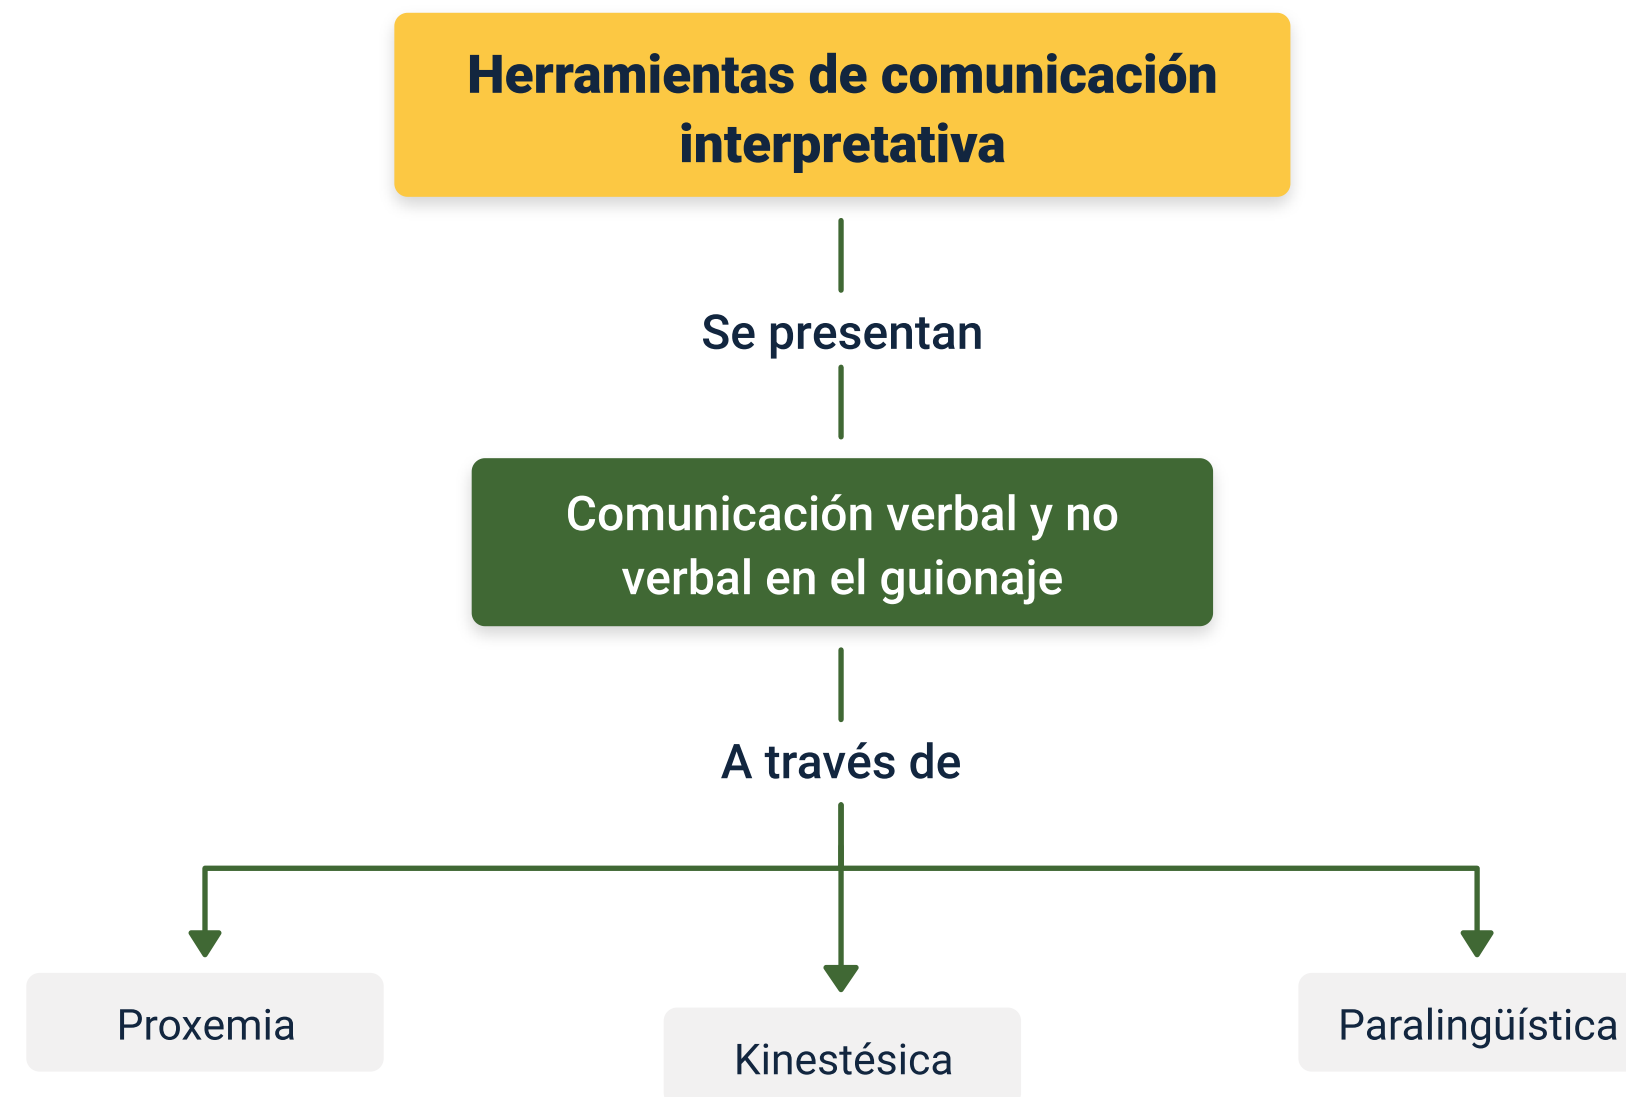 Herramientas de comunicación
interpretativa
Se presentan
Comunicación verbal y no
verbal en el guionaje
A través de
Proxemia
Kinestésica
Paralingüística